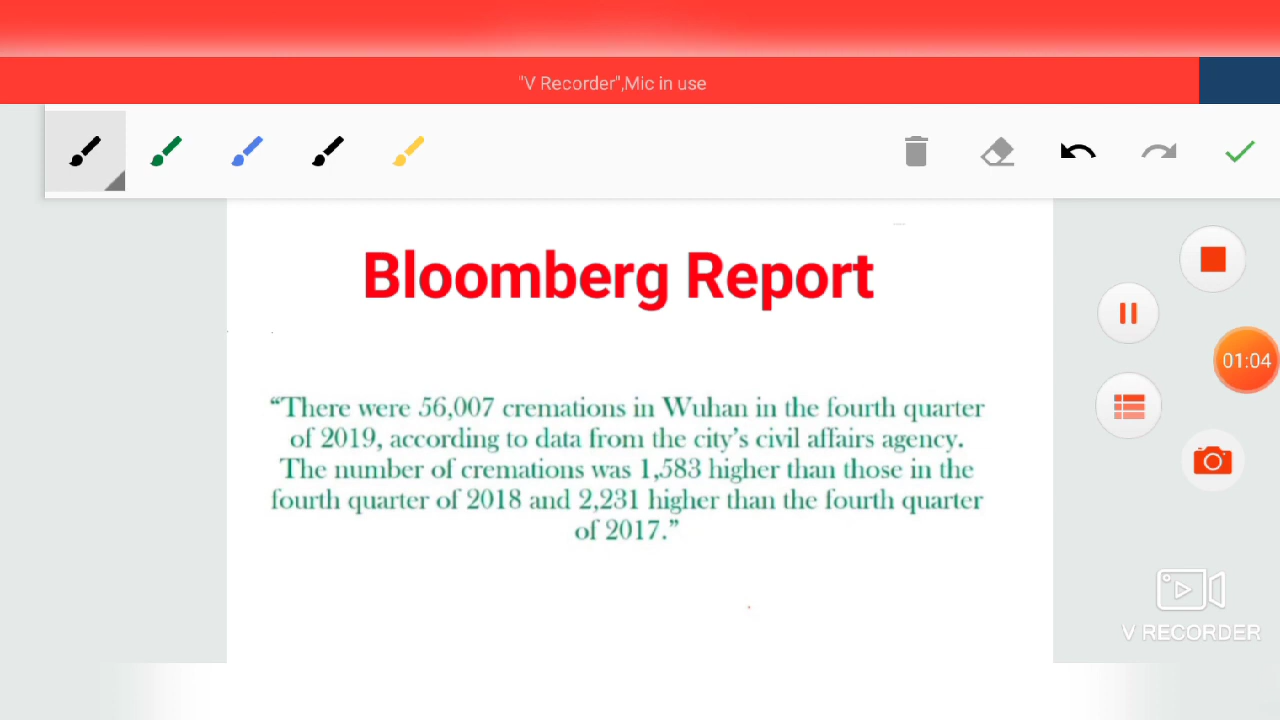 "V Recorder",Mic in use
Bloomberg Report
01:04
“There were 56,007 cremations in Wuhan in the fourth quarter
of 2019, according to data from the city’s civil affairs agency.
The number of cremations was 1,583 higher than those in the
fourth quarter of 2018 and 2,231 higher than the fourth quarter
of 2017.”
V RECORDER